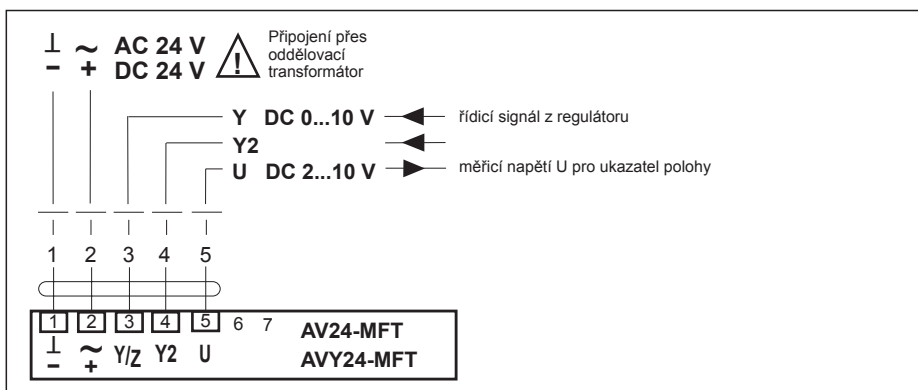 ⊥ ~ AC 24 V
– + DC 24 V
!
Připojení přes
oddělovací
transformátor
Y DC 0...10 V řídicí signál z regulátoru
Y2
U DC 2...10 V měřicí napětí U pro ukazatel polohy
1 2 3 4 5
1 2 3 4 5 6 7
⊥ ~ Y/Z Y2 U
– +
AV24-MFT
AVY24-MFT